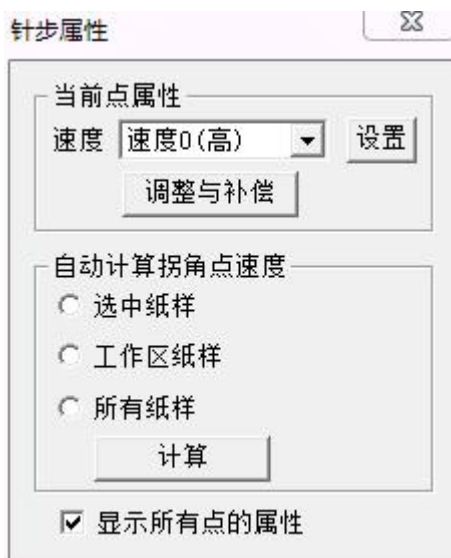 针步属性
当前点属性
速度 速度0(高) 设置
调整与补偿
自动计算拐角点速度
选中纸样
工作区纸样
所有纸样
计算
显示所有点的属性